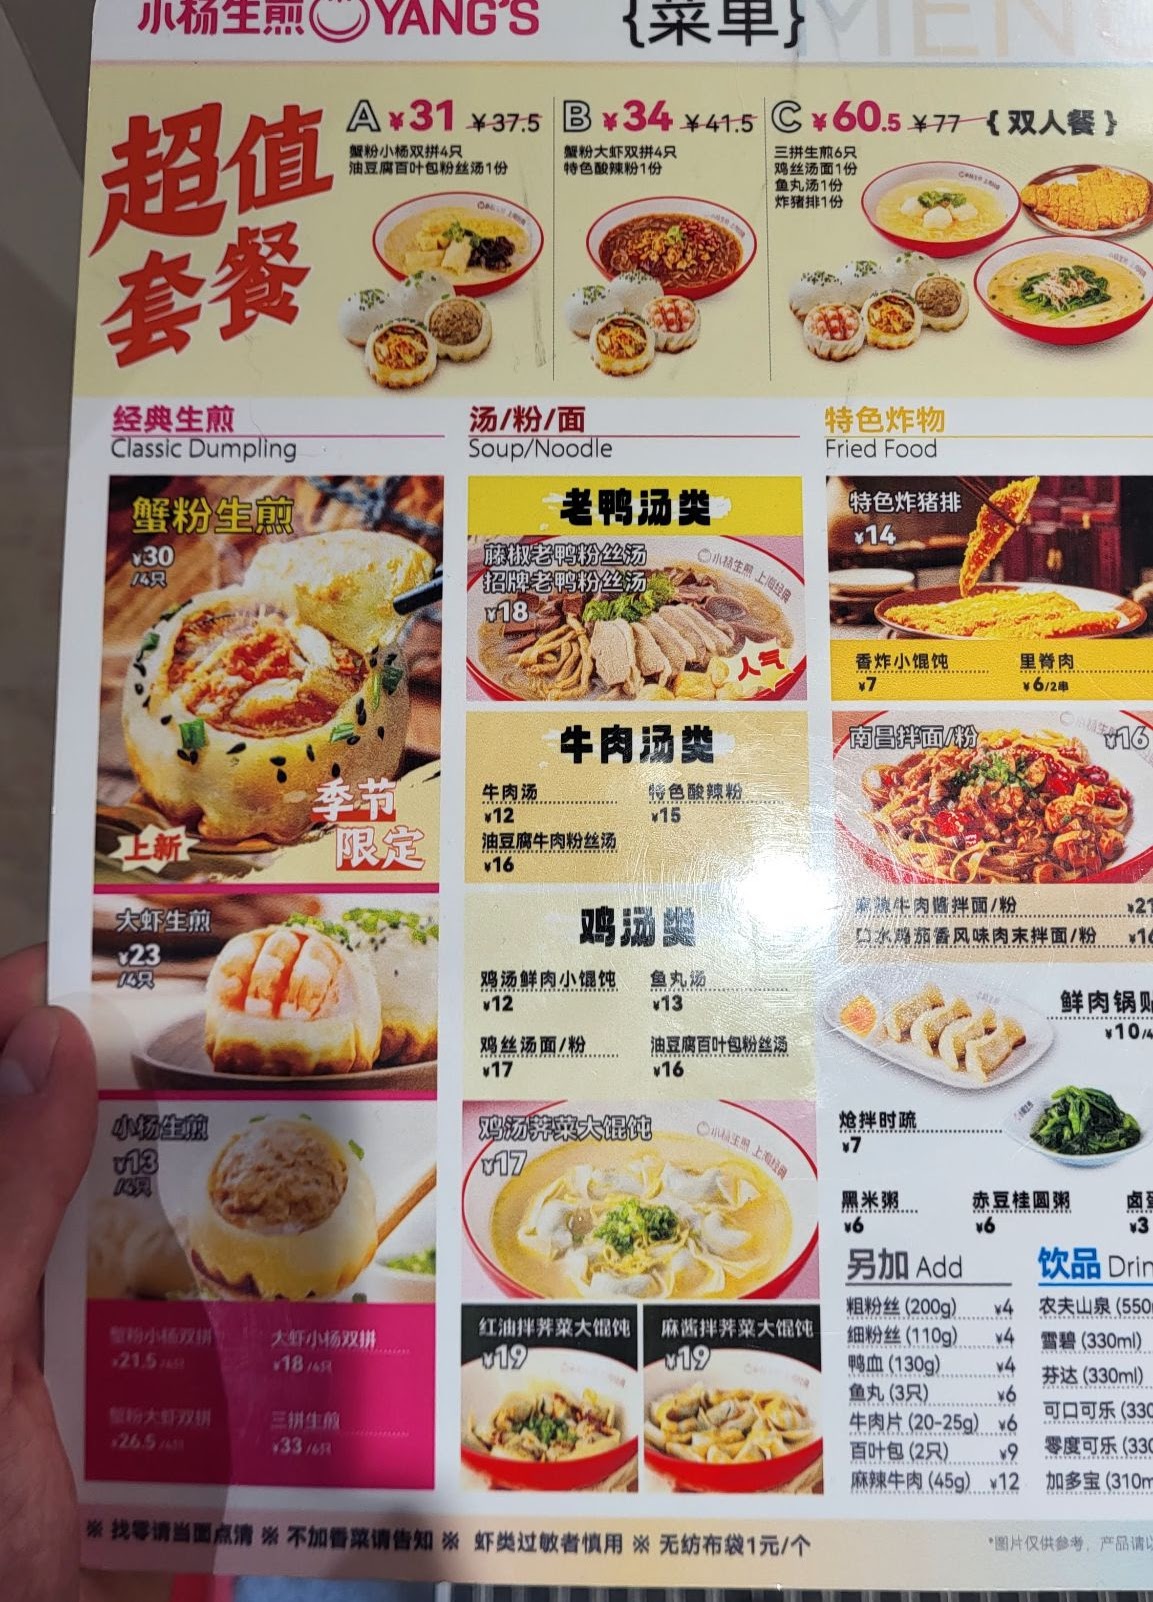 小杨生煎 YANG'S
{菜单} MENU
超值
套餐
A ¥31 ¥37.5
蟹粉小杨双拼4只
油豆腐百叶包粉丝汤1份
B ¥34 ¥41.5
蟹粉大虾双拼4只
特色酸辣粉1份
C ¥60.5 ¥77 {双人餐}
三拼生煎6只
鸡丝汤面1份
鱼丸汤1份
炸猪排1份
经典生煎
Classic Dumpling
蟹粉生煎
¥30
/4只
季节
限定
上新
大虾生煎
¥23
/4只
小杨生煎
¥13
/4只
蟹粉小杨双拼
¥21.5 /4只
大虾小杨双拼
¥18 /4只
蟹粉大虾双拼
¥26.5 /4只
三拼生煎
¥33 /6只
汤/粉/面
Soup/Noodle
老鸭汤类
藤椒老鸭粉丝汤
招牌老鸭粉丝汤
¥18
小杨生煎 上海经典
人气
牛肉汤类
牛肉汤
¥12
特色酸辣粉
¥15
油豆腐牛肉粉丝汤
¥16
鸡汤类
鸡汤鲜肉小馄饨
¥12
鱼丸汤
¥13
鸡丝汤面/粉
¥17
油豆腐百叶包粉丝汤
¥16
鸡汤荠菜大馄饨
¥17
小杨生煎 上海经典
红油拌荠菜大馄饨
¥19
麻酱拌荠菜大馄饨
¥19
特色炸物
Fried Food
特色炸猪排
¥14
香炸小馄饨
¥7
里脊肉
¥6/2串
南昌拌面/粉
¥16
麻辣牛肉酱拌面/粉 ¥21
口水鸡茄香风味肉末拌面/粉
鲜肉锅贴
¥10/4
炝拌时疏
¥7
黑米粥
¥6
赤豆桂圆粥
¥6
卤蛋
¥3
另加 Add
粗粉丝 (200g) ¥4
细粉丝 (110g) ¥4
鸭血 (130g) ¥4
鱼丸 (3只) ¥6
牛肉片 (20-25g) ¥6
百叶包 (2只) ¥9
麻辣牛肉 (45g) ¥12
饮品 Drin
农夫山泉 (550
雪碧 (330ml)
芬达 (330ml)
可口可乐 (330
零度可乐 (330
加多宝 (310m
※ 找零请当面点清 ※ 不加香菜请告知 ※ 虾类过敏者慎用 ※ 无纺布袋1元/个
*图片仅供参考，产品请以